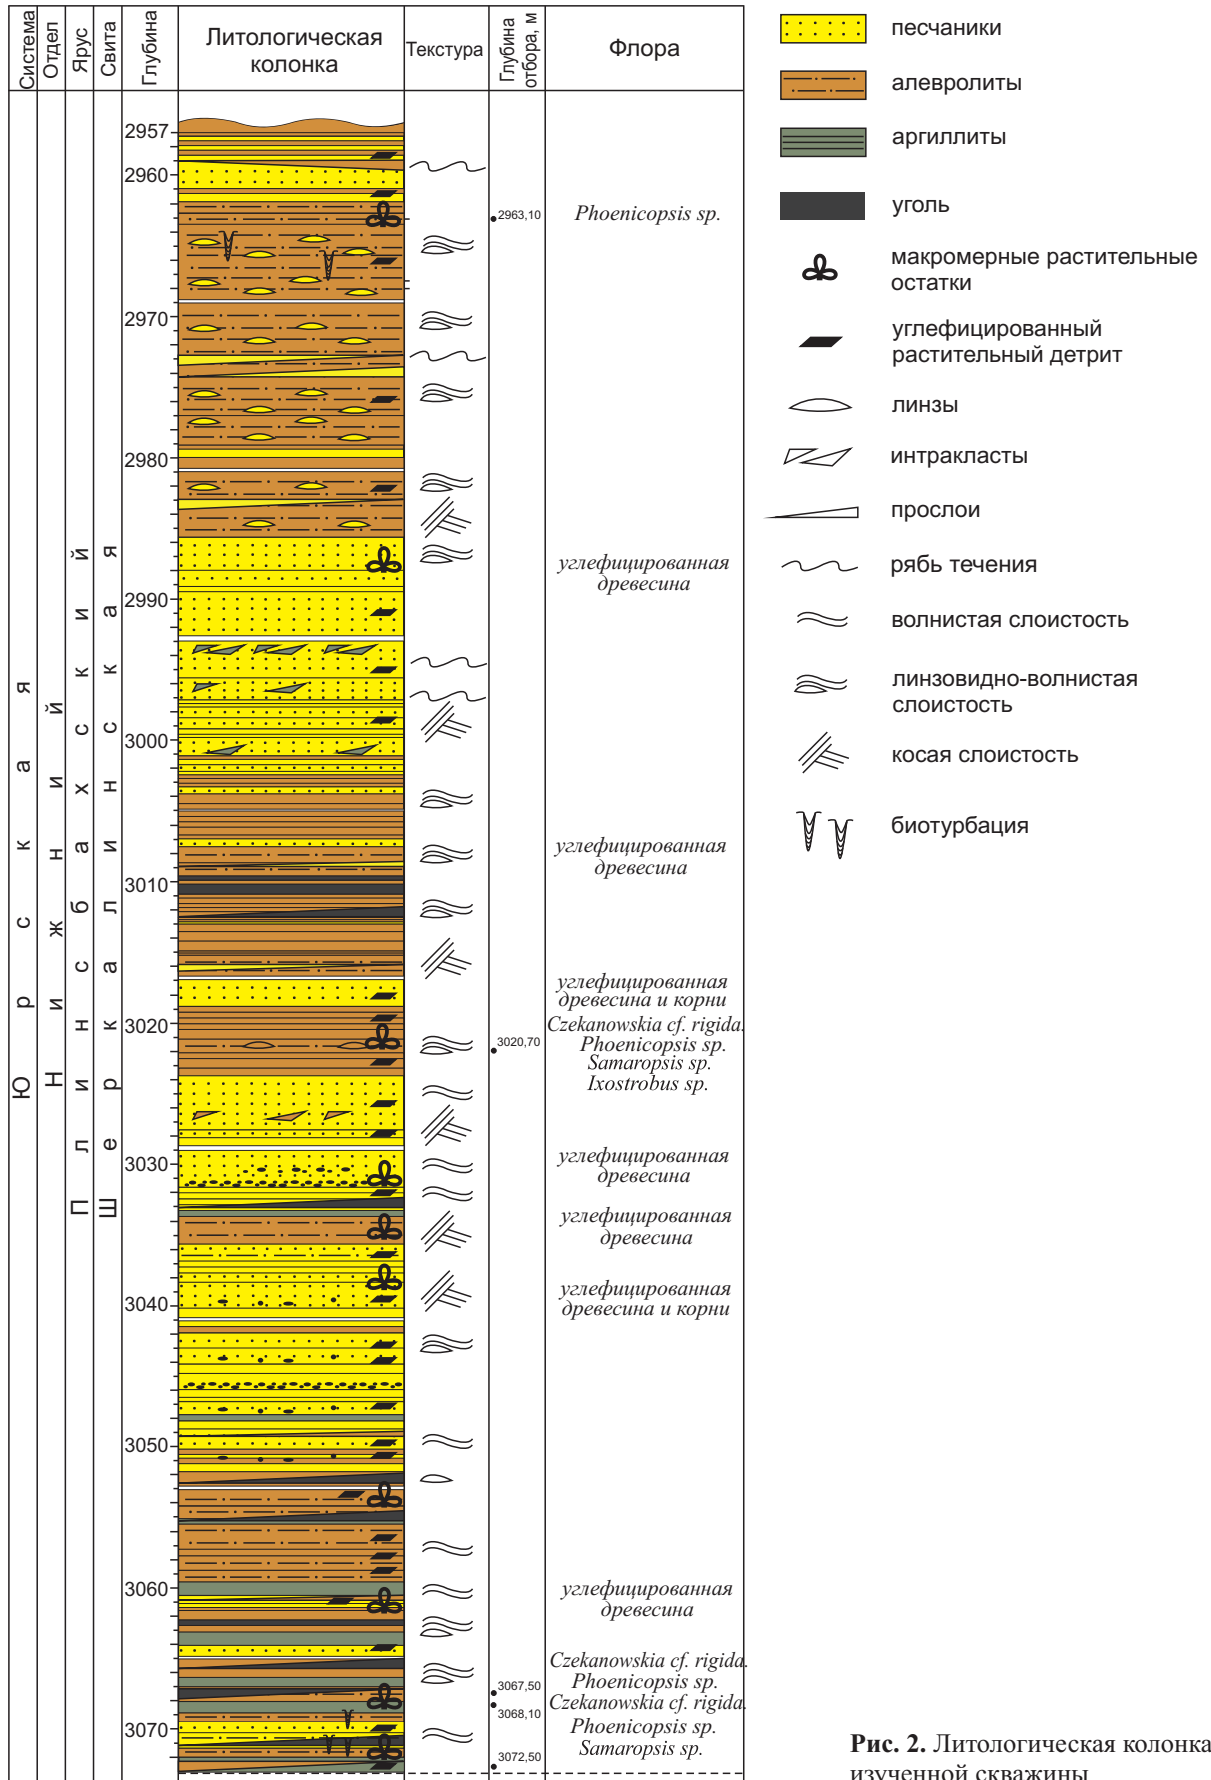 Система
Отдел
Ярус
Свита
Глубина
Литологическая
колонка
Текстура
Глубина
отбора, м
Флора
Юрская
Нижний
Плинсбахский
Шеркалинская
2957
2960
2970
2980
2990
3000
3010
3020
3030
3040
3050
3060
3070
2963,10
3020,70
3067,50
3068,10
3072,50
Phoenicopsis sp.
углефицированная
древесина
углефицированная
древесина
углефицированная
древесина и корни
Czekanowskia cf. rigida.
Phoenicopsis sp.
Samaropsis sp.
Ixostrobus sp.
углефицированная
древесина
углефицированная
древесина
углефицированная
древесина и корни
углефицированная
древесина
Czekanowskia cf. rigida.
Phoenicopsis sp.
Czekanowskia cf. rigida.
Phoenicopsis sp.
Samaropsis sp.
песчаники
алевролиты
аргиллиты
уголь
макромерные растительные
остатки
углефицированный
растительный детрит
линзы
интракласты
прослои
рябь течения
волнистая слоистость
линзовидно-волнистая
слоистость
косая слоистость
биотурбация
Рис. 2. Литологическая колонка
изученной скважины